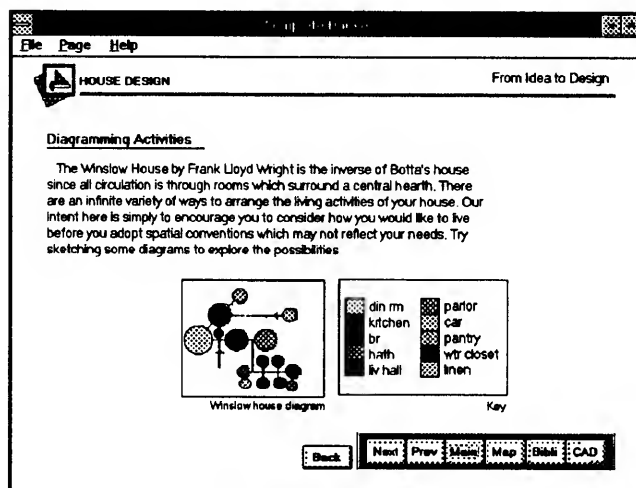 File Page Help
HOUSE DESIGN
From Idea to Design
Diagramming Activities
The Winslow House by Frank Lloyd Wright is the inverse of Botta's house
since all circulation is through rooms which surround a central hearth. There
are an infinite variety of ways to arrange the living activities of your house. Our
intent here is simply to encourage you to consider how you would like to live
before you adopt spatial conventions which may not reflect your needs. Try
sketching some diagrams to explore the possibilities
din rm
kitchen
br
bath
liv hall
parlor
car
pantry
wtr closet
linen
Winslow house diagram
Key
Back Next Prev Main Map Bibli CAD